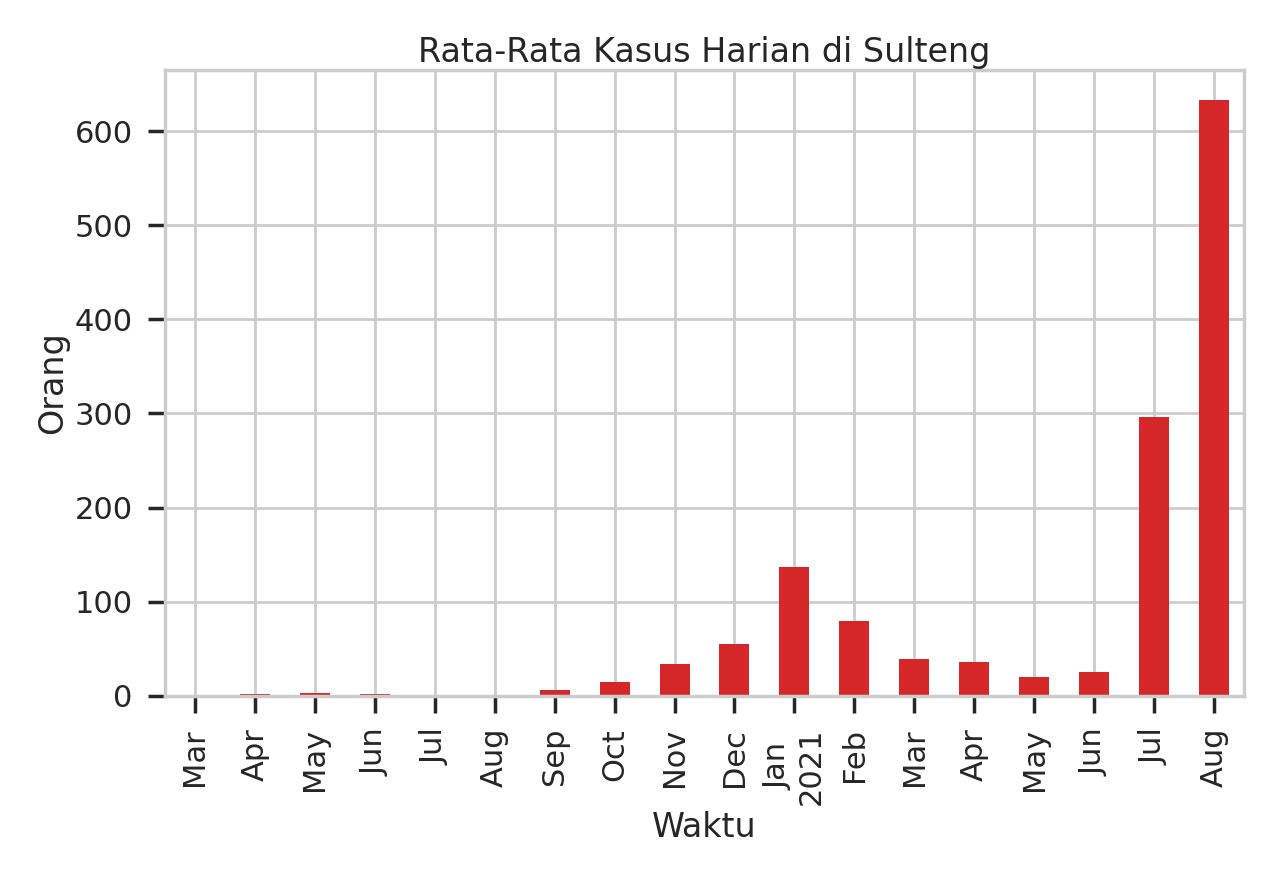 Rata-Rata Kasus Harian di Sulteng
Orang
600
500
400
300
200
100
0
Mar
Apr
May
Jun
Jul
Aug
Sep
Oct
Nov
Dec
Jan
2021
Feb
Mar
Apr
May
Jun
Jul
Aug
Waktu